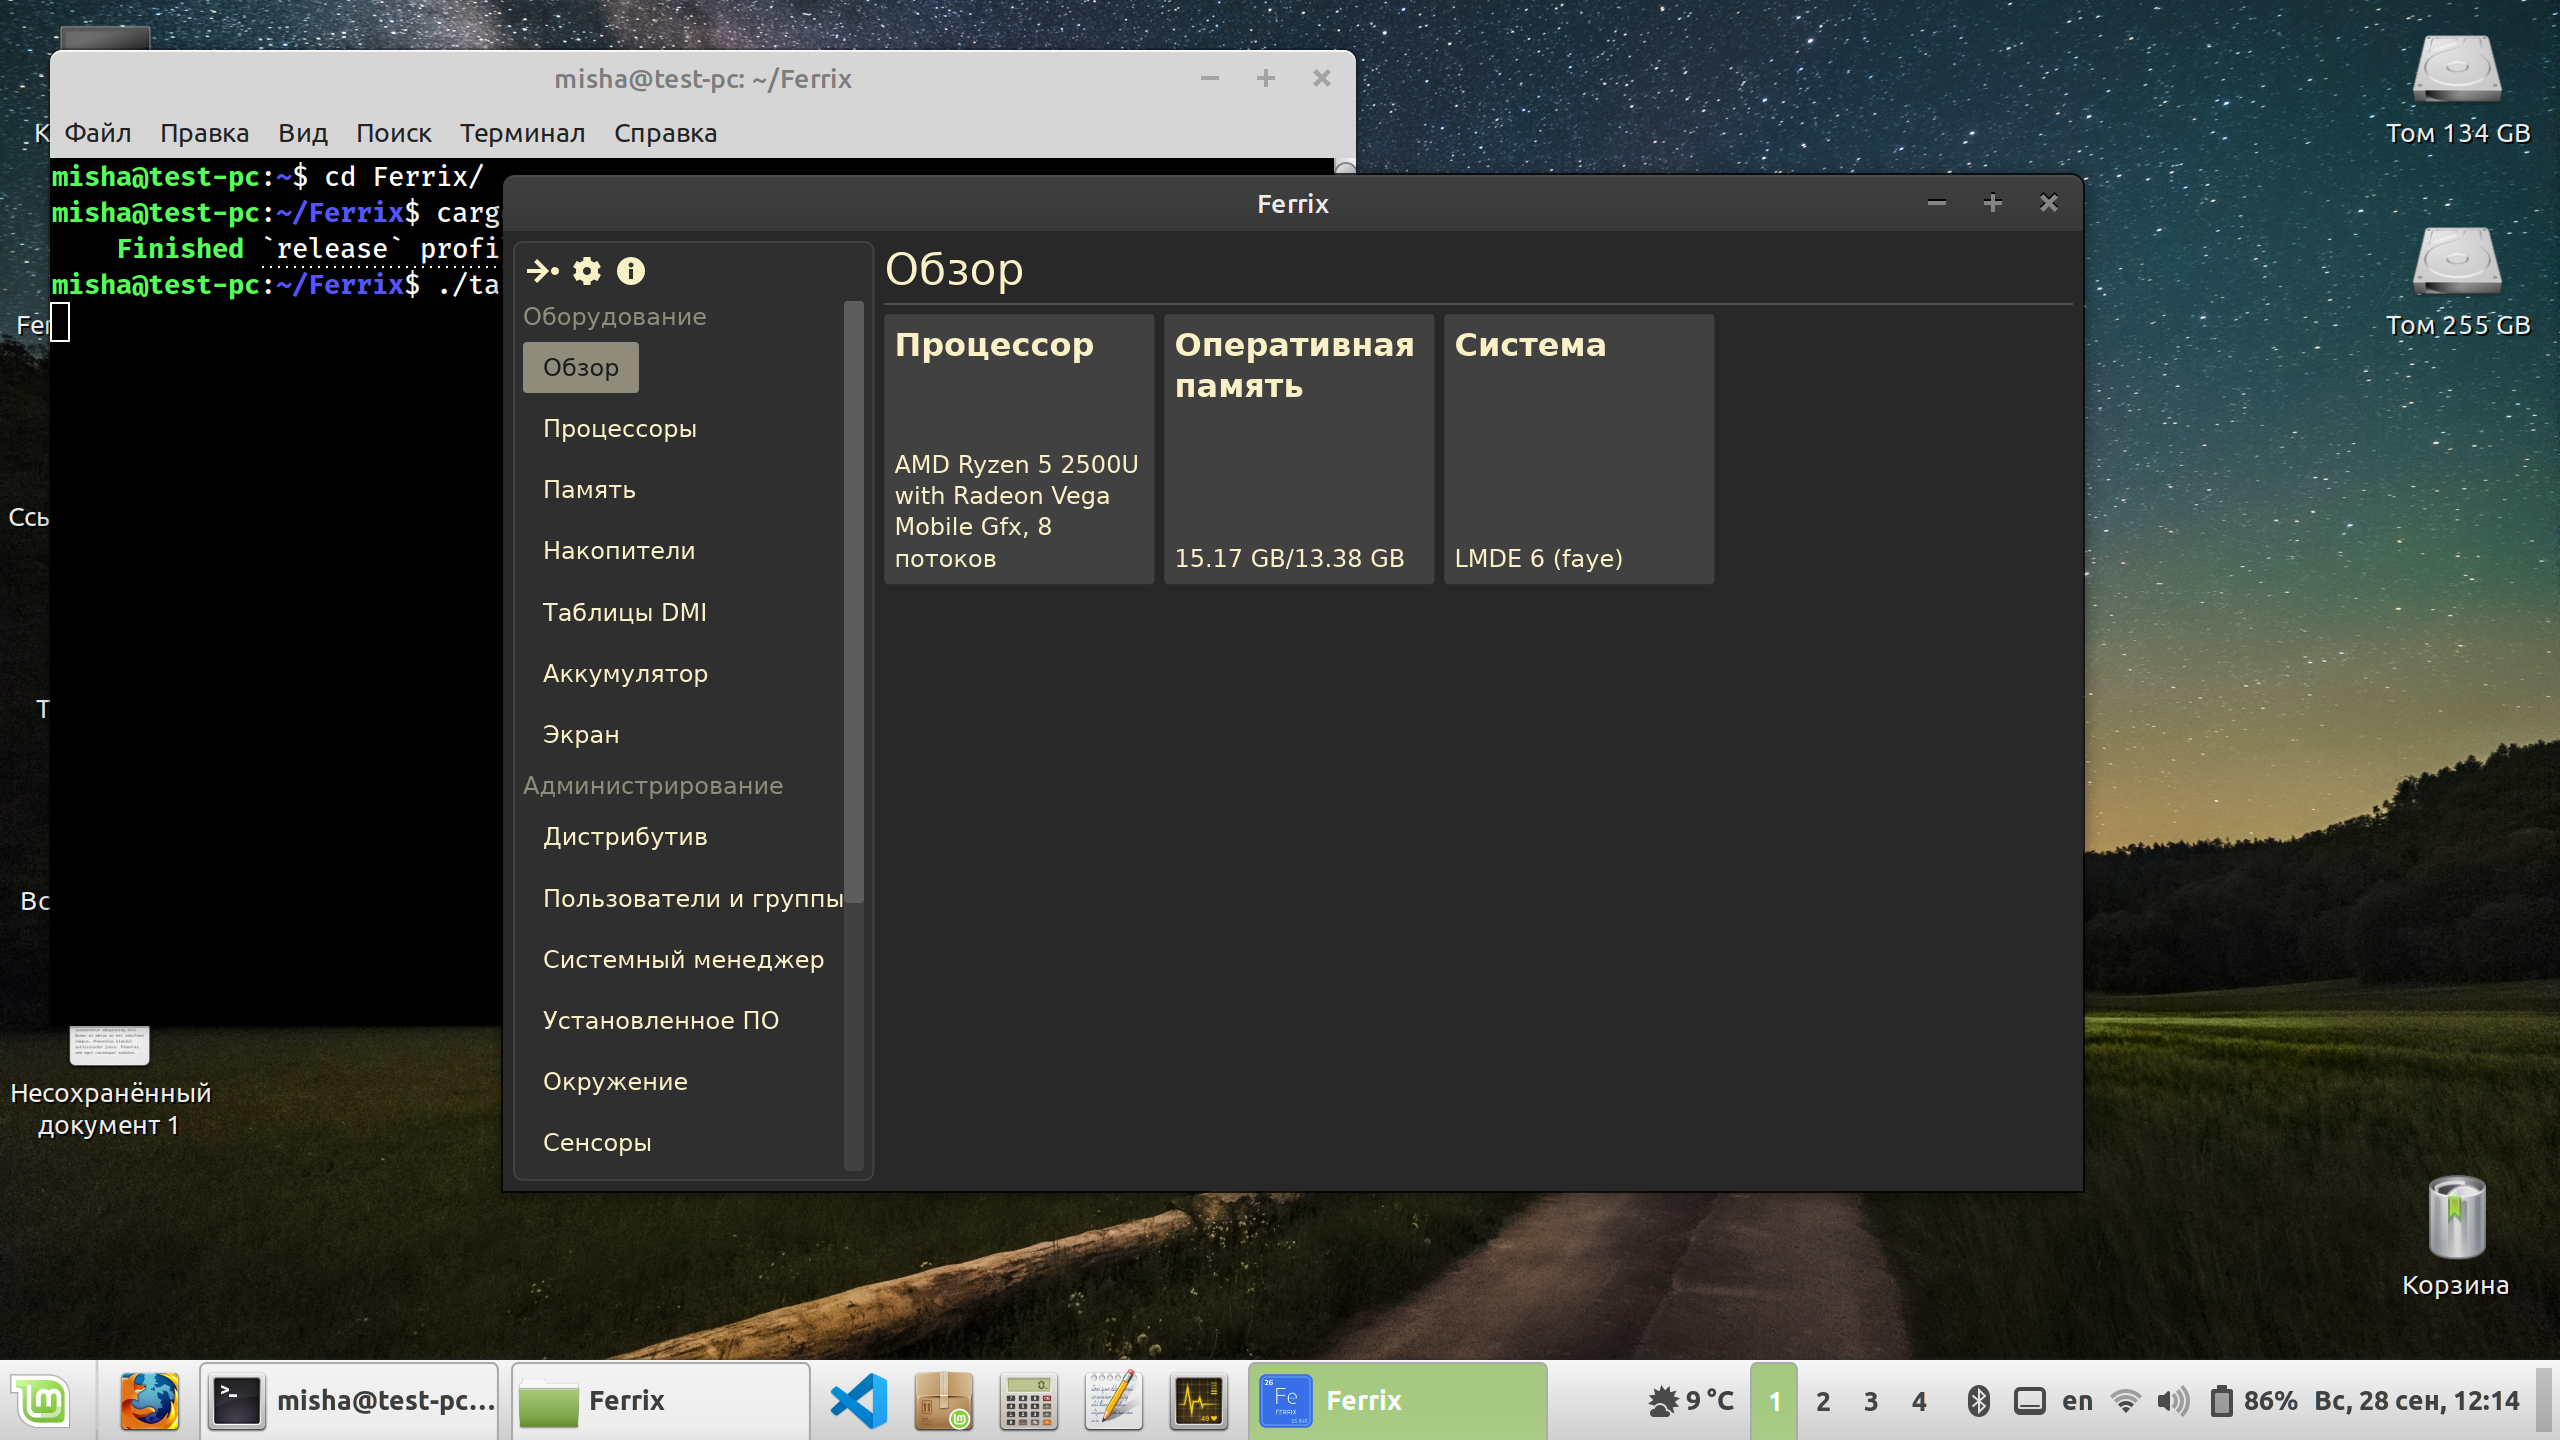 misha@test-pc: ~/Ferrix
Файл Правка Вид Поиск Терминал Справка
misha@test-pc:~$ cd Ferrix/
misha@test-pc:~/Ferrix$ carg
Finished `release` profi
misha@test-pc:~/Ferrix$ ./ta
Ferrix
Оборудование
Обзор
Процессоры
Память
Накопители
Таблицы DMI
Аккумулятор
Экран
Администрирование
Дистрибутив
Пользователи и группы
Системный менеджер
Установленное ПО
Окружение
Сенсоры
Обзор
Процессор
AMD Ryzen 5 2500U
with Radeon Vega
Mobile Gfx, 8
потоков
Оперативная
память
15.17 GB/13.38 GB
Система
LMDE 6 (faye)
Том 134 GB
Том 255 GB
Корзина
Несохранённый
документ 1
misha@test-pc...
Ferrix
26
Fe
FERRIX
Ferrix
9 °C
1 2 3 4
en
86%
Вс, 28 сен, 12:14